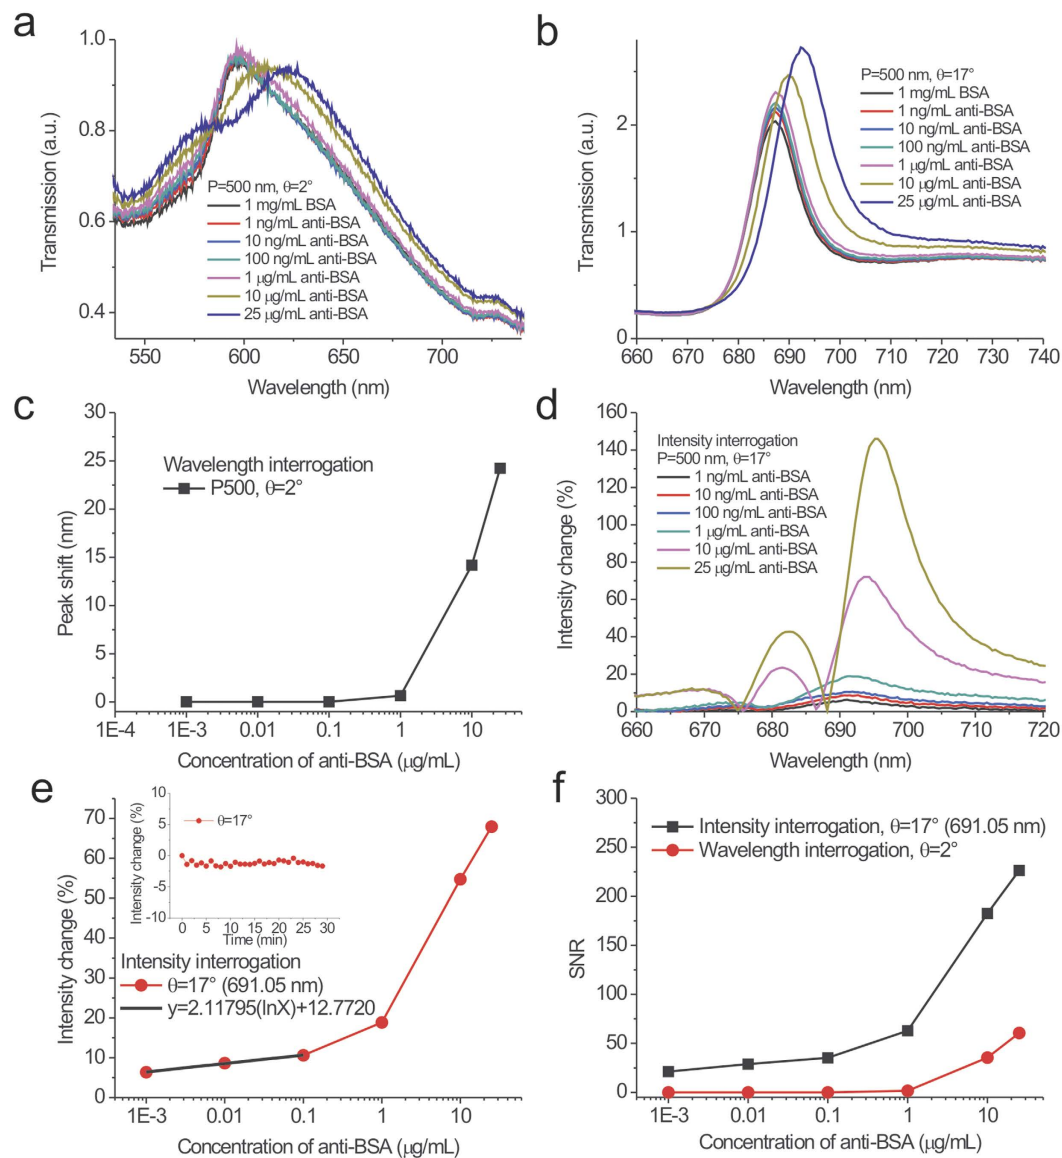 a
1.0
0.8
0.6
0.4
Transmission (a.u.)
P=500 nm, θ=2°
1 mg/mL BSA
1 ng/mL anti-BSA
10 ng/mL anti-BSA
100 ng/mL anti-BSA
1 μg/mL anti-BSA
10 μg/mL anti-BSA
25 μg/mL anti-BSA
550 600 650 700
Wavelength (nm)
b
2
1
0
Transmission (a.u.)
P=500 nm, θ=17°
1 mg/mL BSA
1 ng/mL anti-BSA
10 ng/mL anti-BSA
100 ng/mL anti-BSA
1 μg/mL anti-BSA
10 μg/mL anti-BSA
25 μg/mL anti-BSA
660 670 680 690 700 710 720 730 740
Wavelength (nm)
c
30
25
20
15
10
5
0
Peak shift (nm)
Wavelength interrogation
P500, θ=2°
1E-4 1E-3 0.01 0.1 1 10
Concentration of anti-BSA (μg/mL)
d
160
140
120
100
80
60
40
20
0
Intensity change (%)
Intensity interrogation
P=500 nm, θ=17°
1 ng/mL anti-BSA
10 ng/mL anti-BSA
100 ng/mL anti-BSA
1 μg/mL anti-BSA
10 μg/mL anti-BSA
25 μg/mL anti-BSA
660 670 680 690 700 710 720
Wavelength (nm)
e
70
60
50
40
30
20
10
0
Intensity change (%)
10
5
0
-5
-10
Intensity change (%)
θ=17°
0 5 10 15 20 25 30
Time (min)
Intensity interrogation
θ=17° (691.05 nm)
y=2.11795(lnX)+12.7720
1E-3 0.01 0.1 1 10
Concentration of anti-BSA (μg/mL)
f
300
250
200
150
100
50
0
SNR
Intensity interrogation, θ=17° (691.05 nm)
Wavelength interrogation, θ=2°
1E-3 0.01 0.1 1 10
Concentration of anti-BSA (μg/mL)